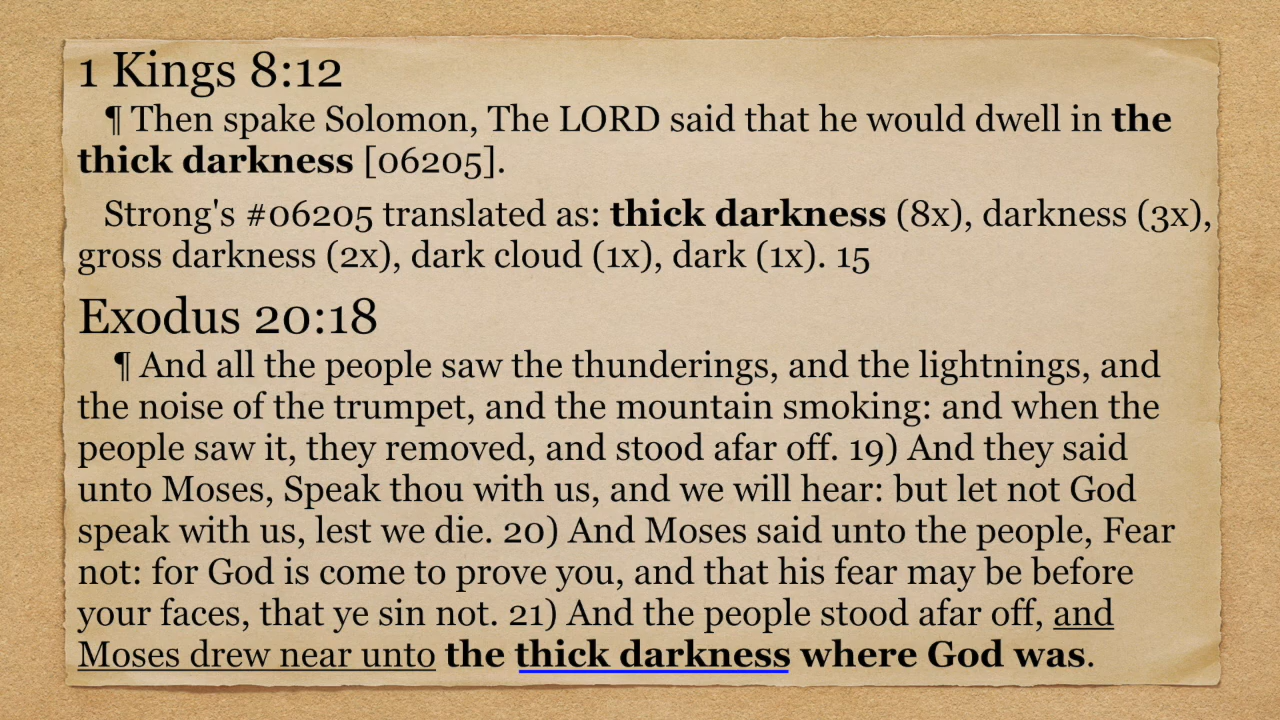 1 Kings 8:12
¶ Then spake Solomon, The LORD said that he would dwell in the
thick darkness [06205].
Strong's #06205 translated as: thick darkness (8x), darkness (3x),
gross darkness (2x), dark cloud (1x), dark (1x). 15
Exodus 20:18
¶ And all the people saw the thunderings, and the lightnings, and
the noise of the trumpet, and the mountain smoking: and when the
people saw it, they removed, and stood afar off. 19) And they said
unto Moses, Speak thou with us, and we will hear: but let not God
speak with us, lest we die. 20) And Moses said unto the people, Fear
not: for God is come to prove you, and that his fear may be before
your faces, that ye sin not. 21) And the people stood afar off, and
Moses drew near unto the thick darkness where God was.